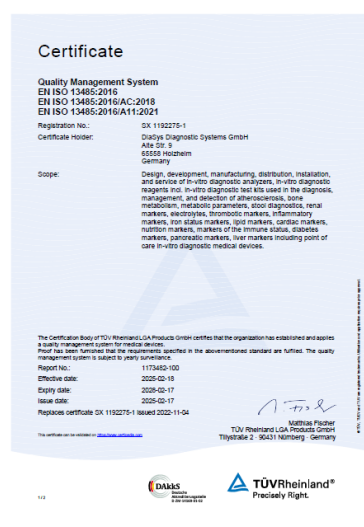 Certificate
Quality Management System
EN ISO 13485:2016
EN ISO 13485:2016/AC:2018
EN ISO 13485:2016/A11:2021
Registration No.: SX 1192275-1
Certificate Holder: DiaSys Diagnostic Systems GmbH
Alte Str. 9
65558 Holzheim
Germany
Scope: Design, development, manufacturing, distribution, installation,
and service of in-vitro diagnostic analyzers, in-vitro diagnostic
reagents incl. in-vitro diagnostic test kits used in the diagnosis,
management, and detection of atherosclerosis, bone
metabolism, metabolic parameters, stool diagnostics, renal
markers, electrolytes, thrombotic markers, inflammatory
markers, iron status markers, lipid markers, cardiac markers,
nutrition markers, markers of the immune status, diabetes
markers, pancreatic markers, liver markers including point of
care in-vitro diagnostic medical devices.
The Certification Body of TÜV Rheinland LGA Products GmbH certifies that the organization has established and applies
a quality management system for medical devices.
Proof has been furnished that the requirements specified in the abovementioned standard are fulfilled. The quality
management system is subject to yearly surveillance.
Report No.: 1173482-100
Effective date: 2025-02-18
Expiry date: 2028-02-17
Issue date: 2025-02-17
Replaces certificate SX 1192275-1 issued 2022-11-04
Matthias Fischer
TÜV Rheinland LGA Products GmbH
Tillystraße 2 · 90431 Nürnberg · Germany
This certificate can be validated on
1/2
DAkkS
Deutsche
Akkreditierungsstelle
TÜVRheinland®
Precisely Right.